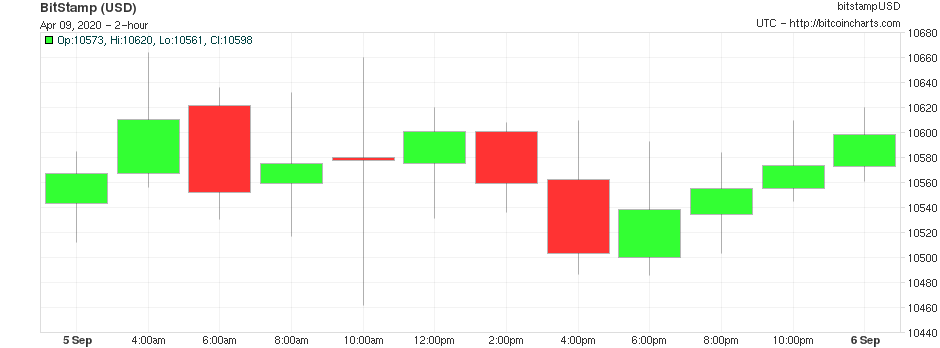 BitStamp (USD)
bitstampUSD
Apr 09, 2020 - 2-hour
UTC - http://bitcoincharts.com
Op:10573, Hi:10620, Lo:10561, Cl:10598
10680
10660
10640
10620
10600
10580
10560
10540
10520
10500
10480
10460
10440
5 Sep 4:00am 6:00am 8:00am 10:00am 12:00pm 2:00pm 4:00pm 6:00pm 8:00pm 10:00pm 6 Sep